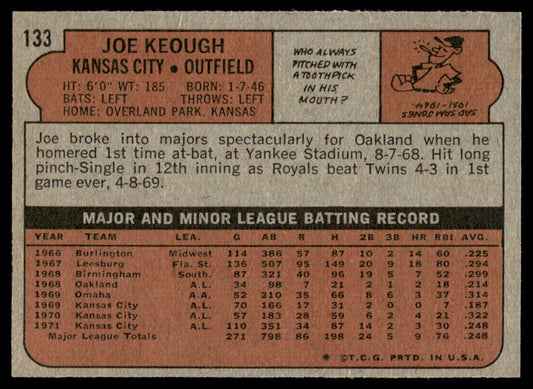 133
JOE KEOUGH
KANSAS CITY • OUTFIELD
HT: 6'0" WT: 185 BORN: 1-7-46
BATS: LEFT THROWS: LEFT
HOME: OVERLAND PARK, KANSAS
WHO ALWAYS
PITCHED WITH
A TOOTHPICK
IN HIS
MOUTH?
SAD SAM JONES
1951-1964.
Joe broke into majors spectacularly for Oakland when he
homered 1st time at-bat, at Yankee Stadium, 8-7-68. Hit long
pinch-Single in 12th inning as Royals beat Twins 4-3 in 1st
game ever, 4-8-69.
MAJOR AND MINOR LEAGUE BATTING RECORD
YEAR TEAM LEA. G AB R H 2B 3B HR RBI AVG.
1966 Burlington Midwest 114 386 57 87 10 2 14 60 .225
1967 Leesburg Fla. St. 136 507 95 149 20 9 18 80 .294
1968 Birmingham South. 87 321 40 96 19 5 7 52 .299
1968 Oakland A.L. 34 98 7 21 2 1 2 18 .214
1969 Omaha A.A. 52 210 35 66 8 6 3 37 .314
1969 Kansas City A.L. 70 166 17 31 2 0 0 7 .187
1970 Kansas City A.L. 57 183 28 59 6 2 4 21 .322
1971 Kansas City A.L. 110 351 34 87 14 2 3 30 .248
Major League Totals 271 798 86 198 24 5 9 76 .248
* © T.C.G. PRTD. IN U.S.A.